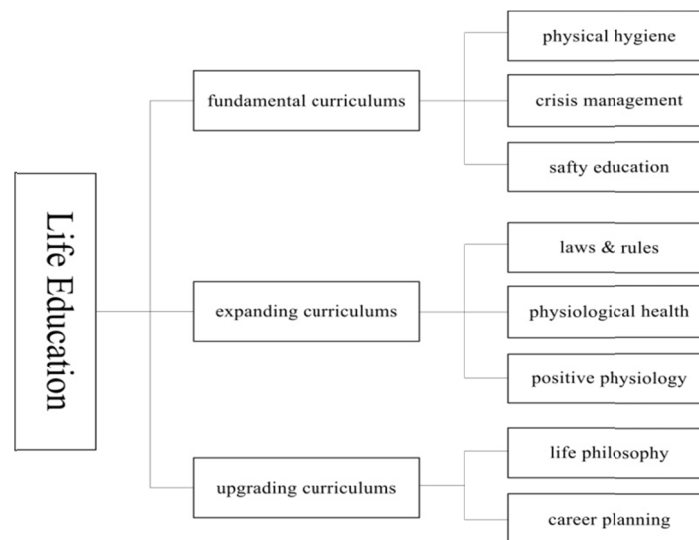 Life Education
fundamental curriculums
physical hygiene
crisis management
safty education
expanding curriculums
laws & rules
physiological health
positive physiology
upgrading curriculums
life philosophy
career planning